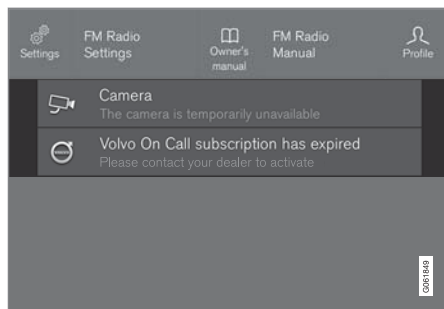 Settings
FM Radio
Settings
Owner's
manual
FM Radio
Manual
Profile
Camera
The camera is temporarily unavailable
Volvo On Call subscription has expired
Please contact your dealer to activate
G061849